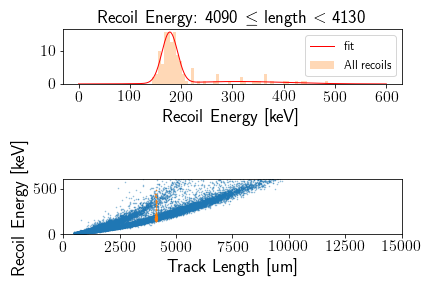 Recoil Energy: 4090 ≤ length < 4130
10
0
fit
All recoils
0 100 200 300 400 500 600
Recoil Energy [keV]
Recoil Energy [keV]
500
0
0 2500 5000 7500 10000 12500 15000
Track Length [um]